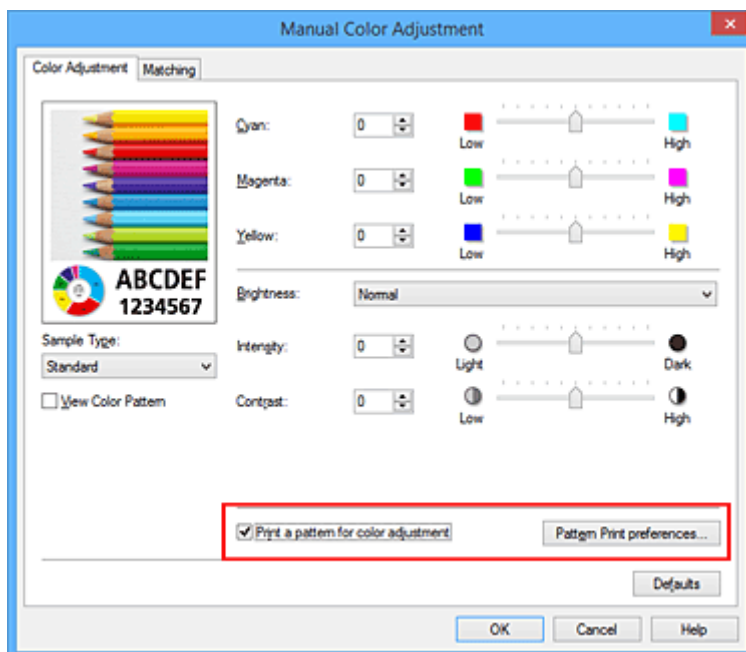 Manual Color Adjustment
Color Adjustment Matching
ABCDEF
1234567
Sample Type:
Standard
View Color Pattern
Cyan: 0 Low High
Magenta: 0 Low High
Yellow: 0 Low High
Brightness: Normal
Intensity: 0 Light Dark
Contrast: 0 Low High
Print a pattern for color adjustment Pattern Print preferences...
Defaults
OK Cancel Help